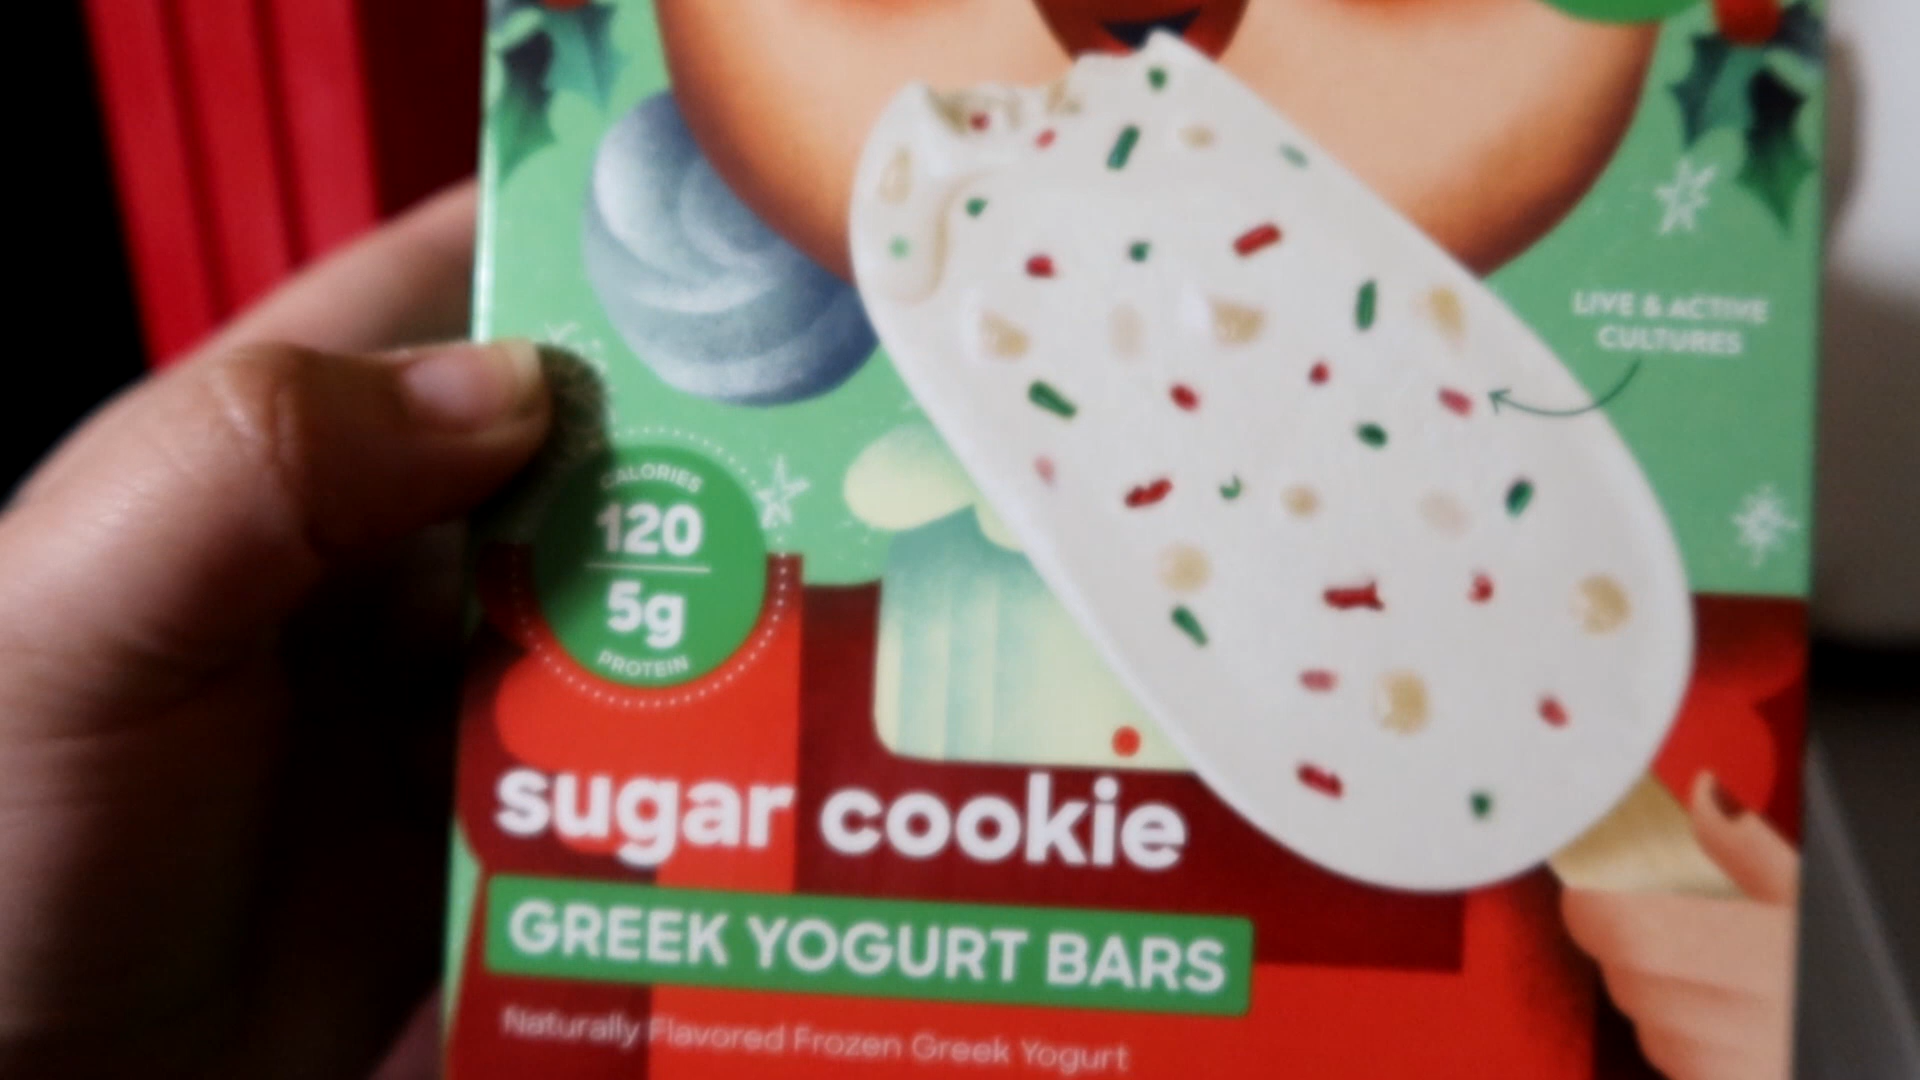 LIVE & ACTIVE
CULTURES
CALORIES
120
5g
PROTEIN
sugar cookie
GREEK YOGURT BARS
Naturally Flavored Frozen Greek Yogurt